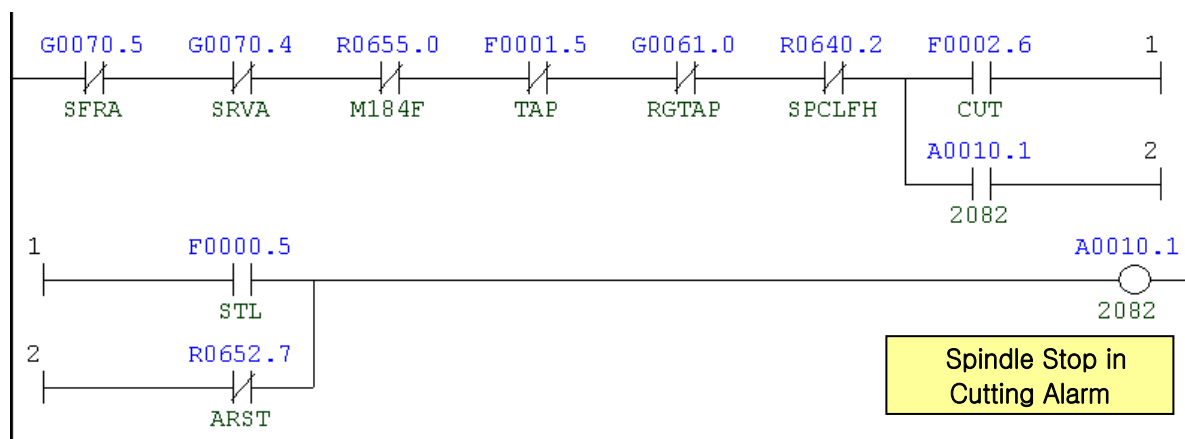 G0070.5 G0070.4 R0655.0 F0001.5 G0061.0 R0640.2 F0002.6 1
SFRA SRVA M184F TAP RGTAP SPCLFH CUT
A0010.1 2
2082
1 F0000.5 A0010.1
STL 2082
2 R0652.7
ARST
Spindle Stop in
Cutting Alarm